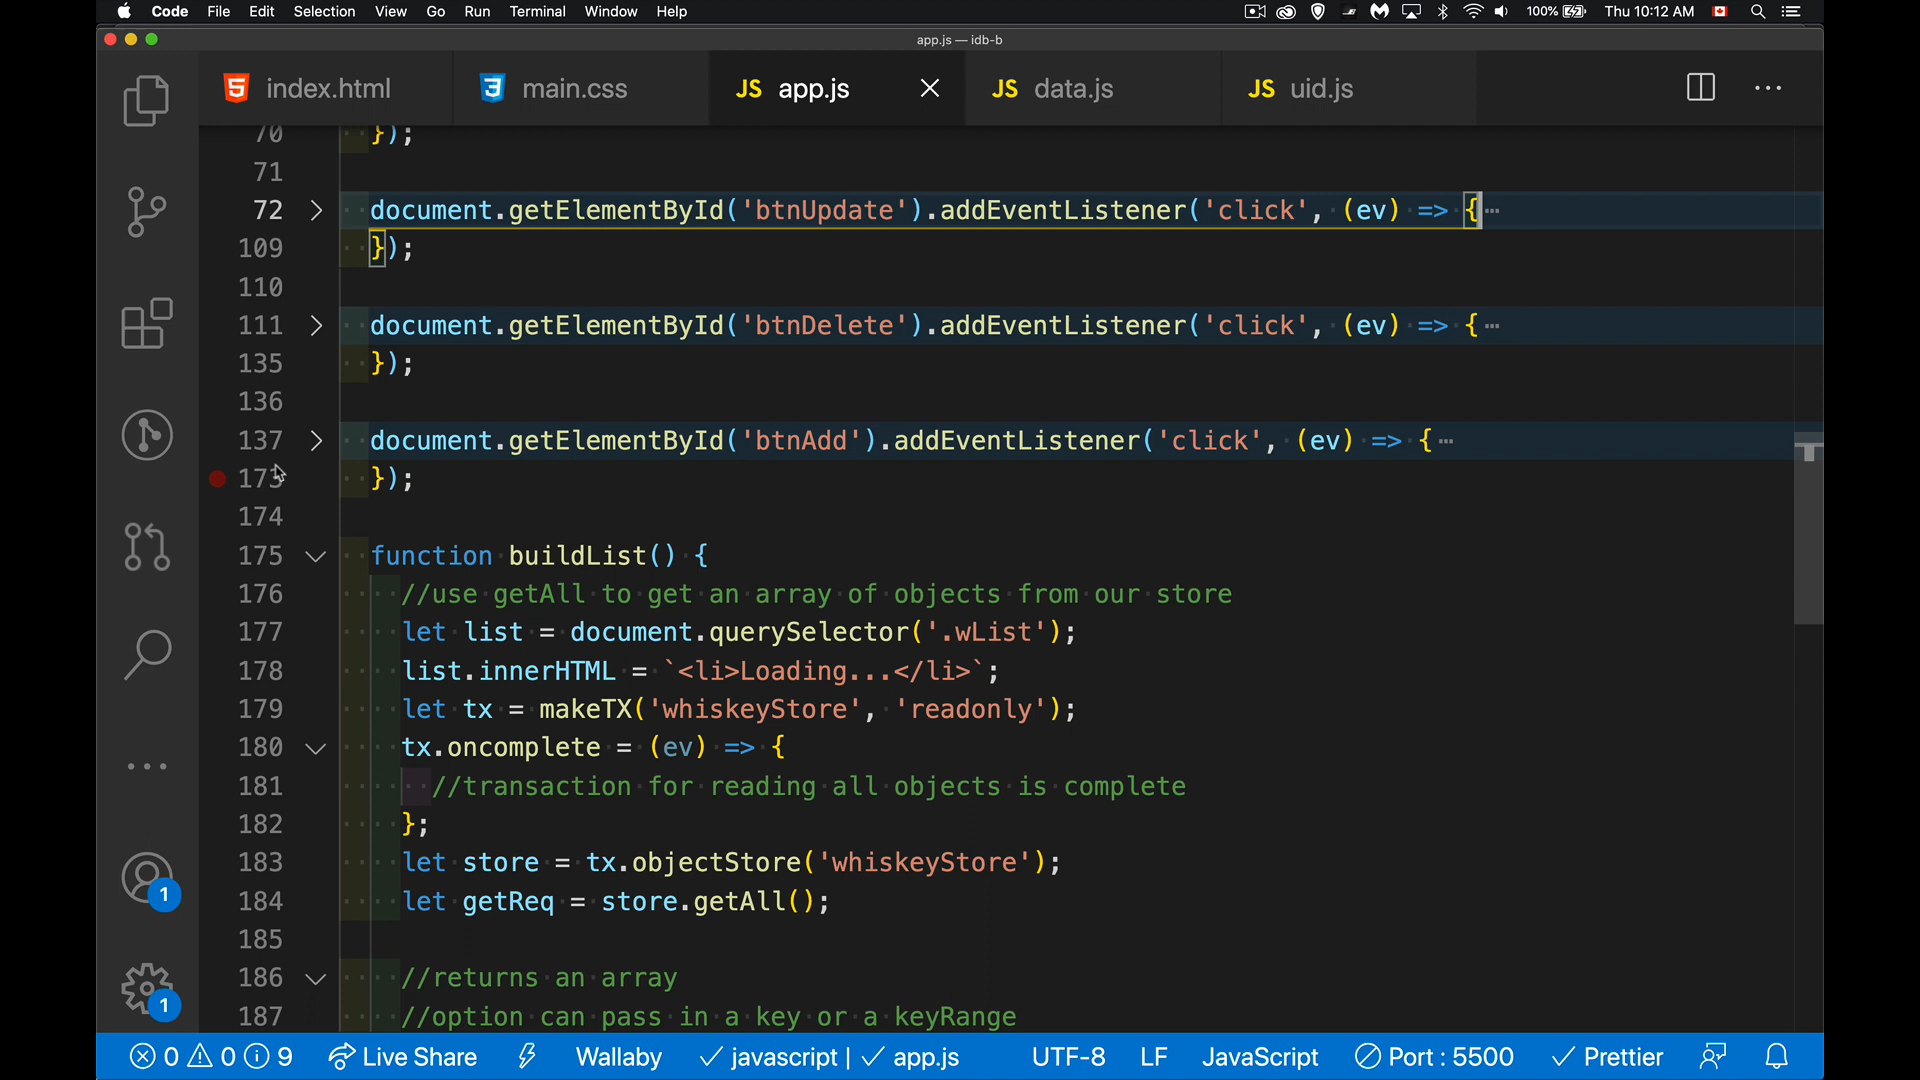 Code File Edit Selection View Go Run Terminal Window Help 100% Thu 10:12 AM
app.js — idb-b
index.html main.css JS app.js JS data.js JS uid.js
70 });
71
72 document.getElementById('btnUpdate').addEventListener('click', (ev) => {…
109 });
110
111 document.getElementById('btnDelete').addEventListener('click', (ev) => {…
135 });
136
137 document.getElementById('btnAdd').addEventListener('click', (ev) => {…
173 });
174
175 function buildList() {
176 //use getAll to get an array of objects from our store
177 let list = document.querySelector('.wList');
178 list.innerHTML = `<li>Loading...</li>`;
179 let tx = makeTX('whiskeyStore', 'readonly');
180 tx.oncomplete = (ev) => {
181 //transaction for reading all objects is complete
182 };
183 let store = tx.objectStore('whiskeyStore');
184 let getReq = store.getAll();
185
186 //returns an array
187 //option can pass in a key or a keyRange
1
1
0 0 9 Live Share Wallaby javascript | app.js UTF-8 LF JavaScript Port : 5500 Prettier